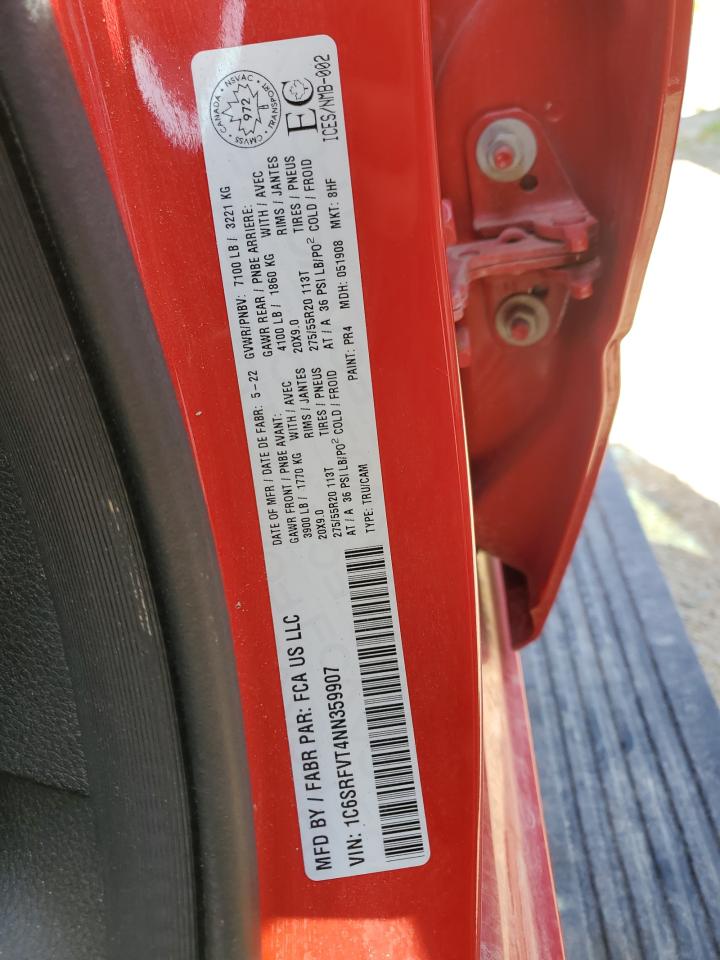 MFD BY / FABR PAR: FCA US LLC
DATE OF MFR / DATE DE FABR: 5-22
GVWR/PNBV: 7100 LB / 3221 KG
GAWR FRONT / PNBE AVANT: WITH / AVEC
3900 LB / 1770 KG RIMS / JANTES
20X9.0 TIRES / PNEUS
275/55R20 113T
AT / A 36 PSI LB/PO² COLD / FROID
GAWR REAR / PNBE ARRIERE: WITH / AVEC
4100 LB / 1860 KG RIMS / JANTES
20X9.0 TIRES / PNEUS
275/55R20 113T
AT / A 36 PSI LB/PO² COLD / FROID
VIN: 1C6SRFVT4NN359907
TYPE: TRU/CAM
PAINT: PR4
MDH: 051908
MKT: 8HF
CANADA • NSVAC • TRANSPORT • CMVSS
972
EC
ICES/NMB-002